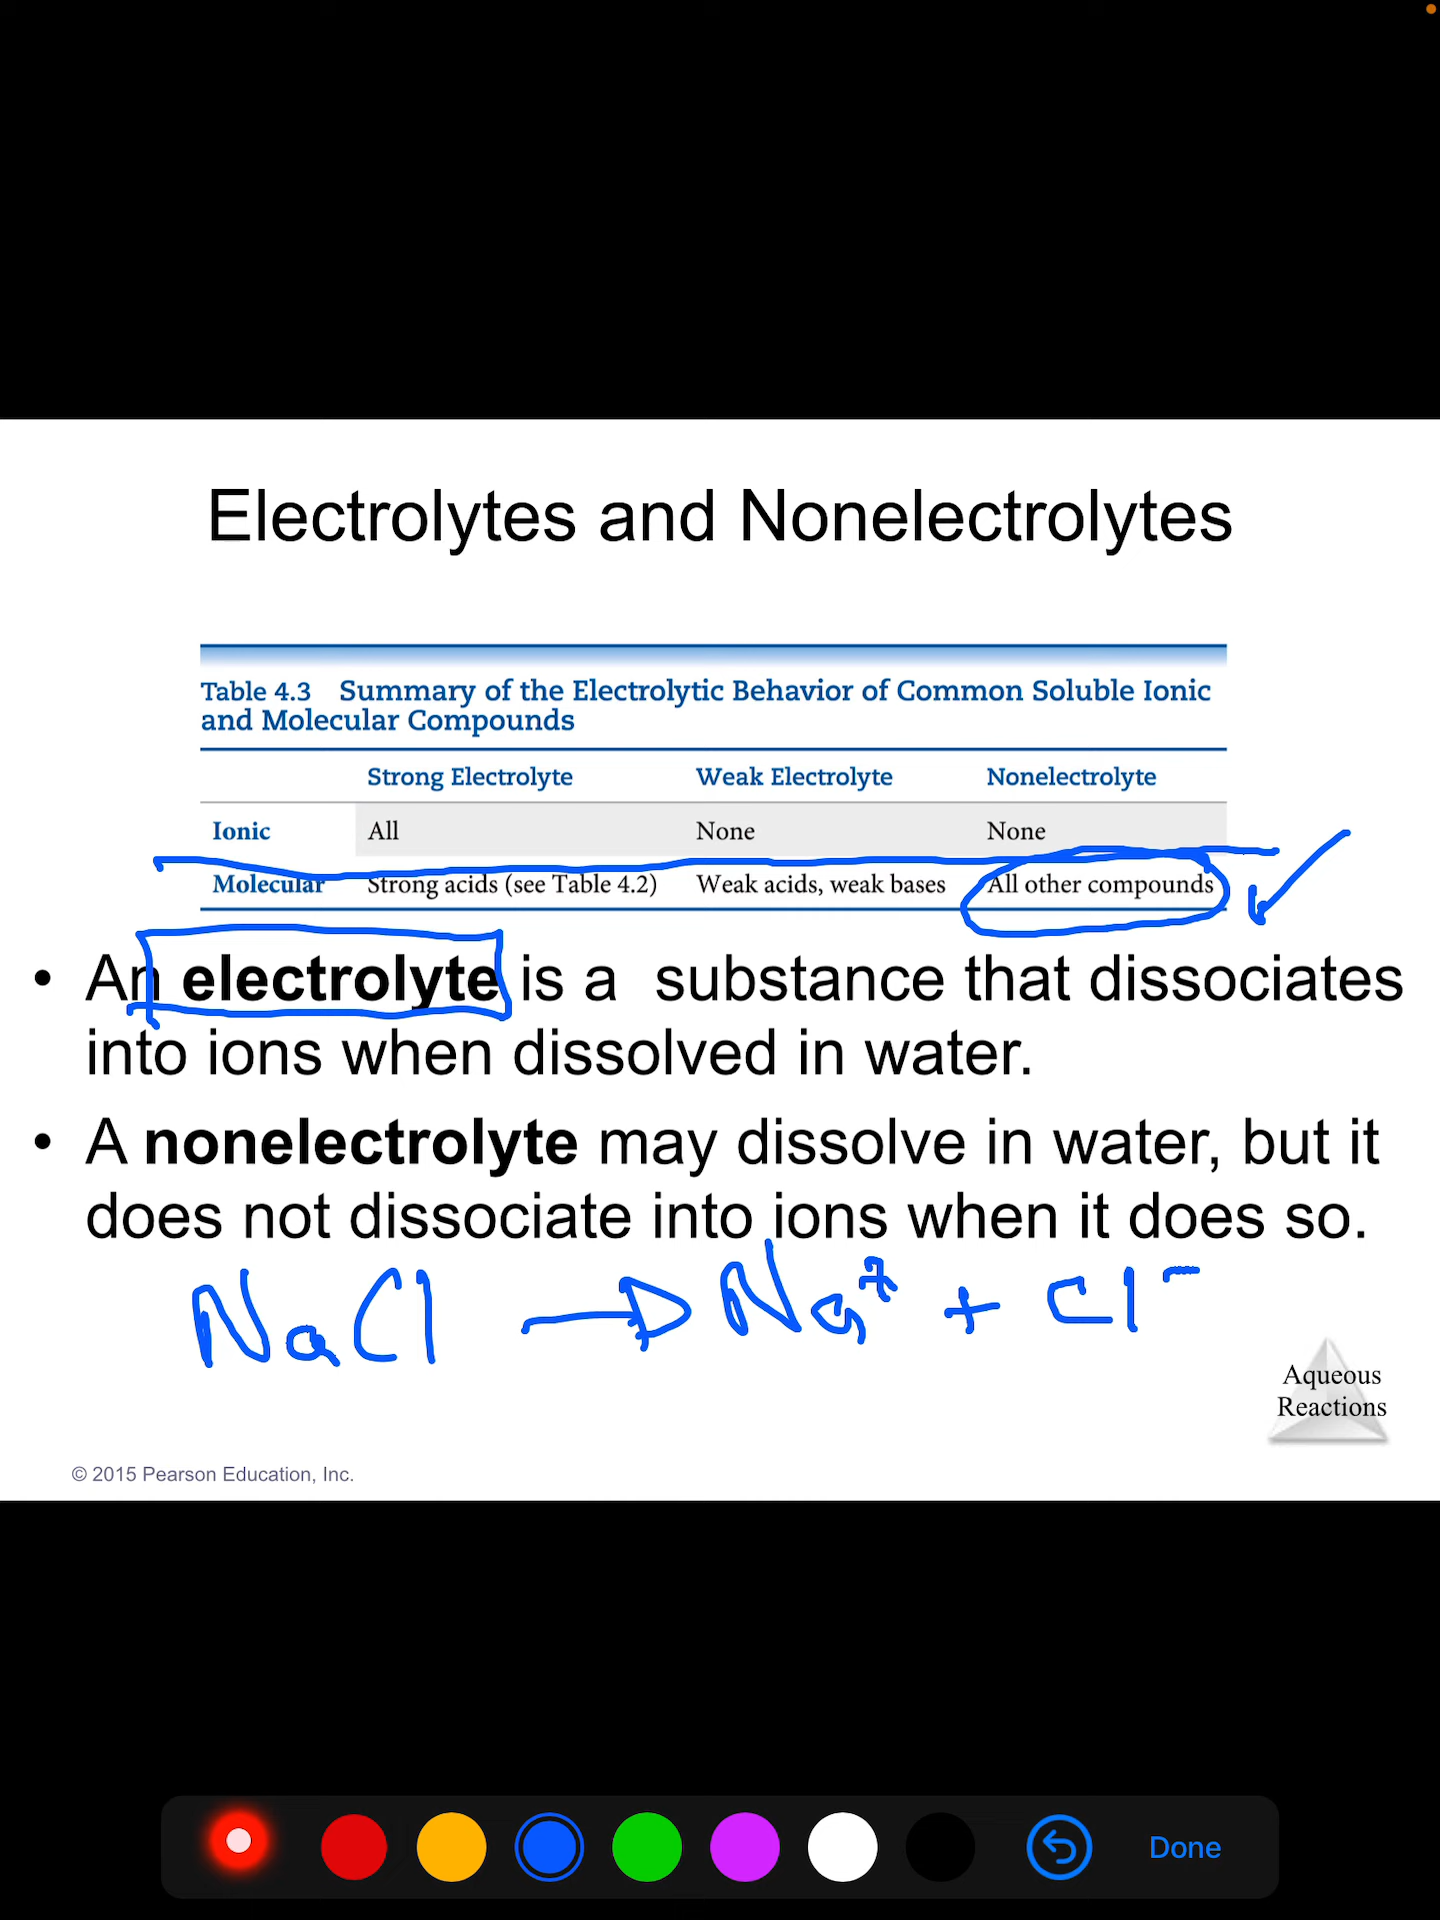 Electrolytes and Nonelectrolytes
Table 4.3 Summary of the Electrolytic Behavior of Common Soluble Ionic
and Molecular Compounds
Strong Electrolyte Weak Electrolyte Nonelectrolyte
Ionic All None None
Molecular Strong acids (see Table 4.2) Weak acids, weak bases All other compounds
• An electrolyte is a substance that dissociates
into ions when dissolved in water.
• A nonelectrolyte may dissolve in water, but it
does not dissociate into ions when it does so.
NaCl → Na⁺ + Cl⁻
Aqueous
Reactions
© 2015 Pearson Education, Inc.
Done